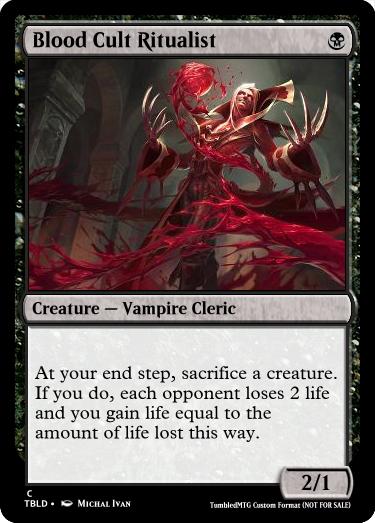 Blood Cult Ritualist
Creature — Vampire Cleric
At your end step, sacrifice a creature.
If you do, each opponent loses 2 life
and you gain life equal to the
amount of life lost this way.
2/1
C
TBLD • Michal Ivan
TumbledMTG Custom Format (NOT FOR SALE)